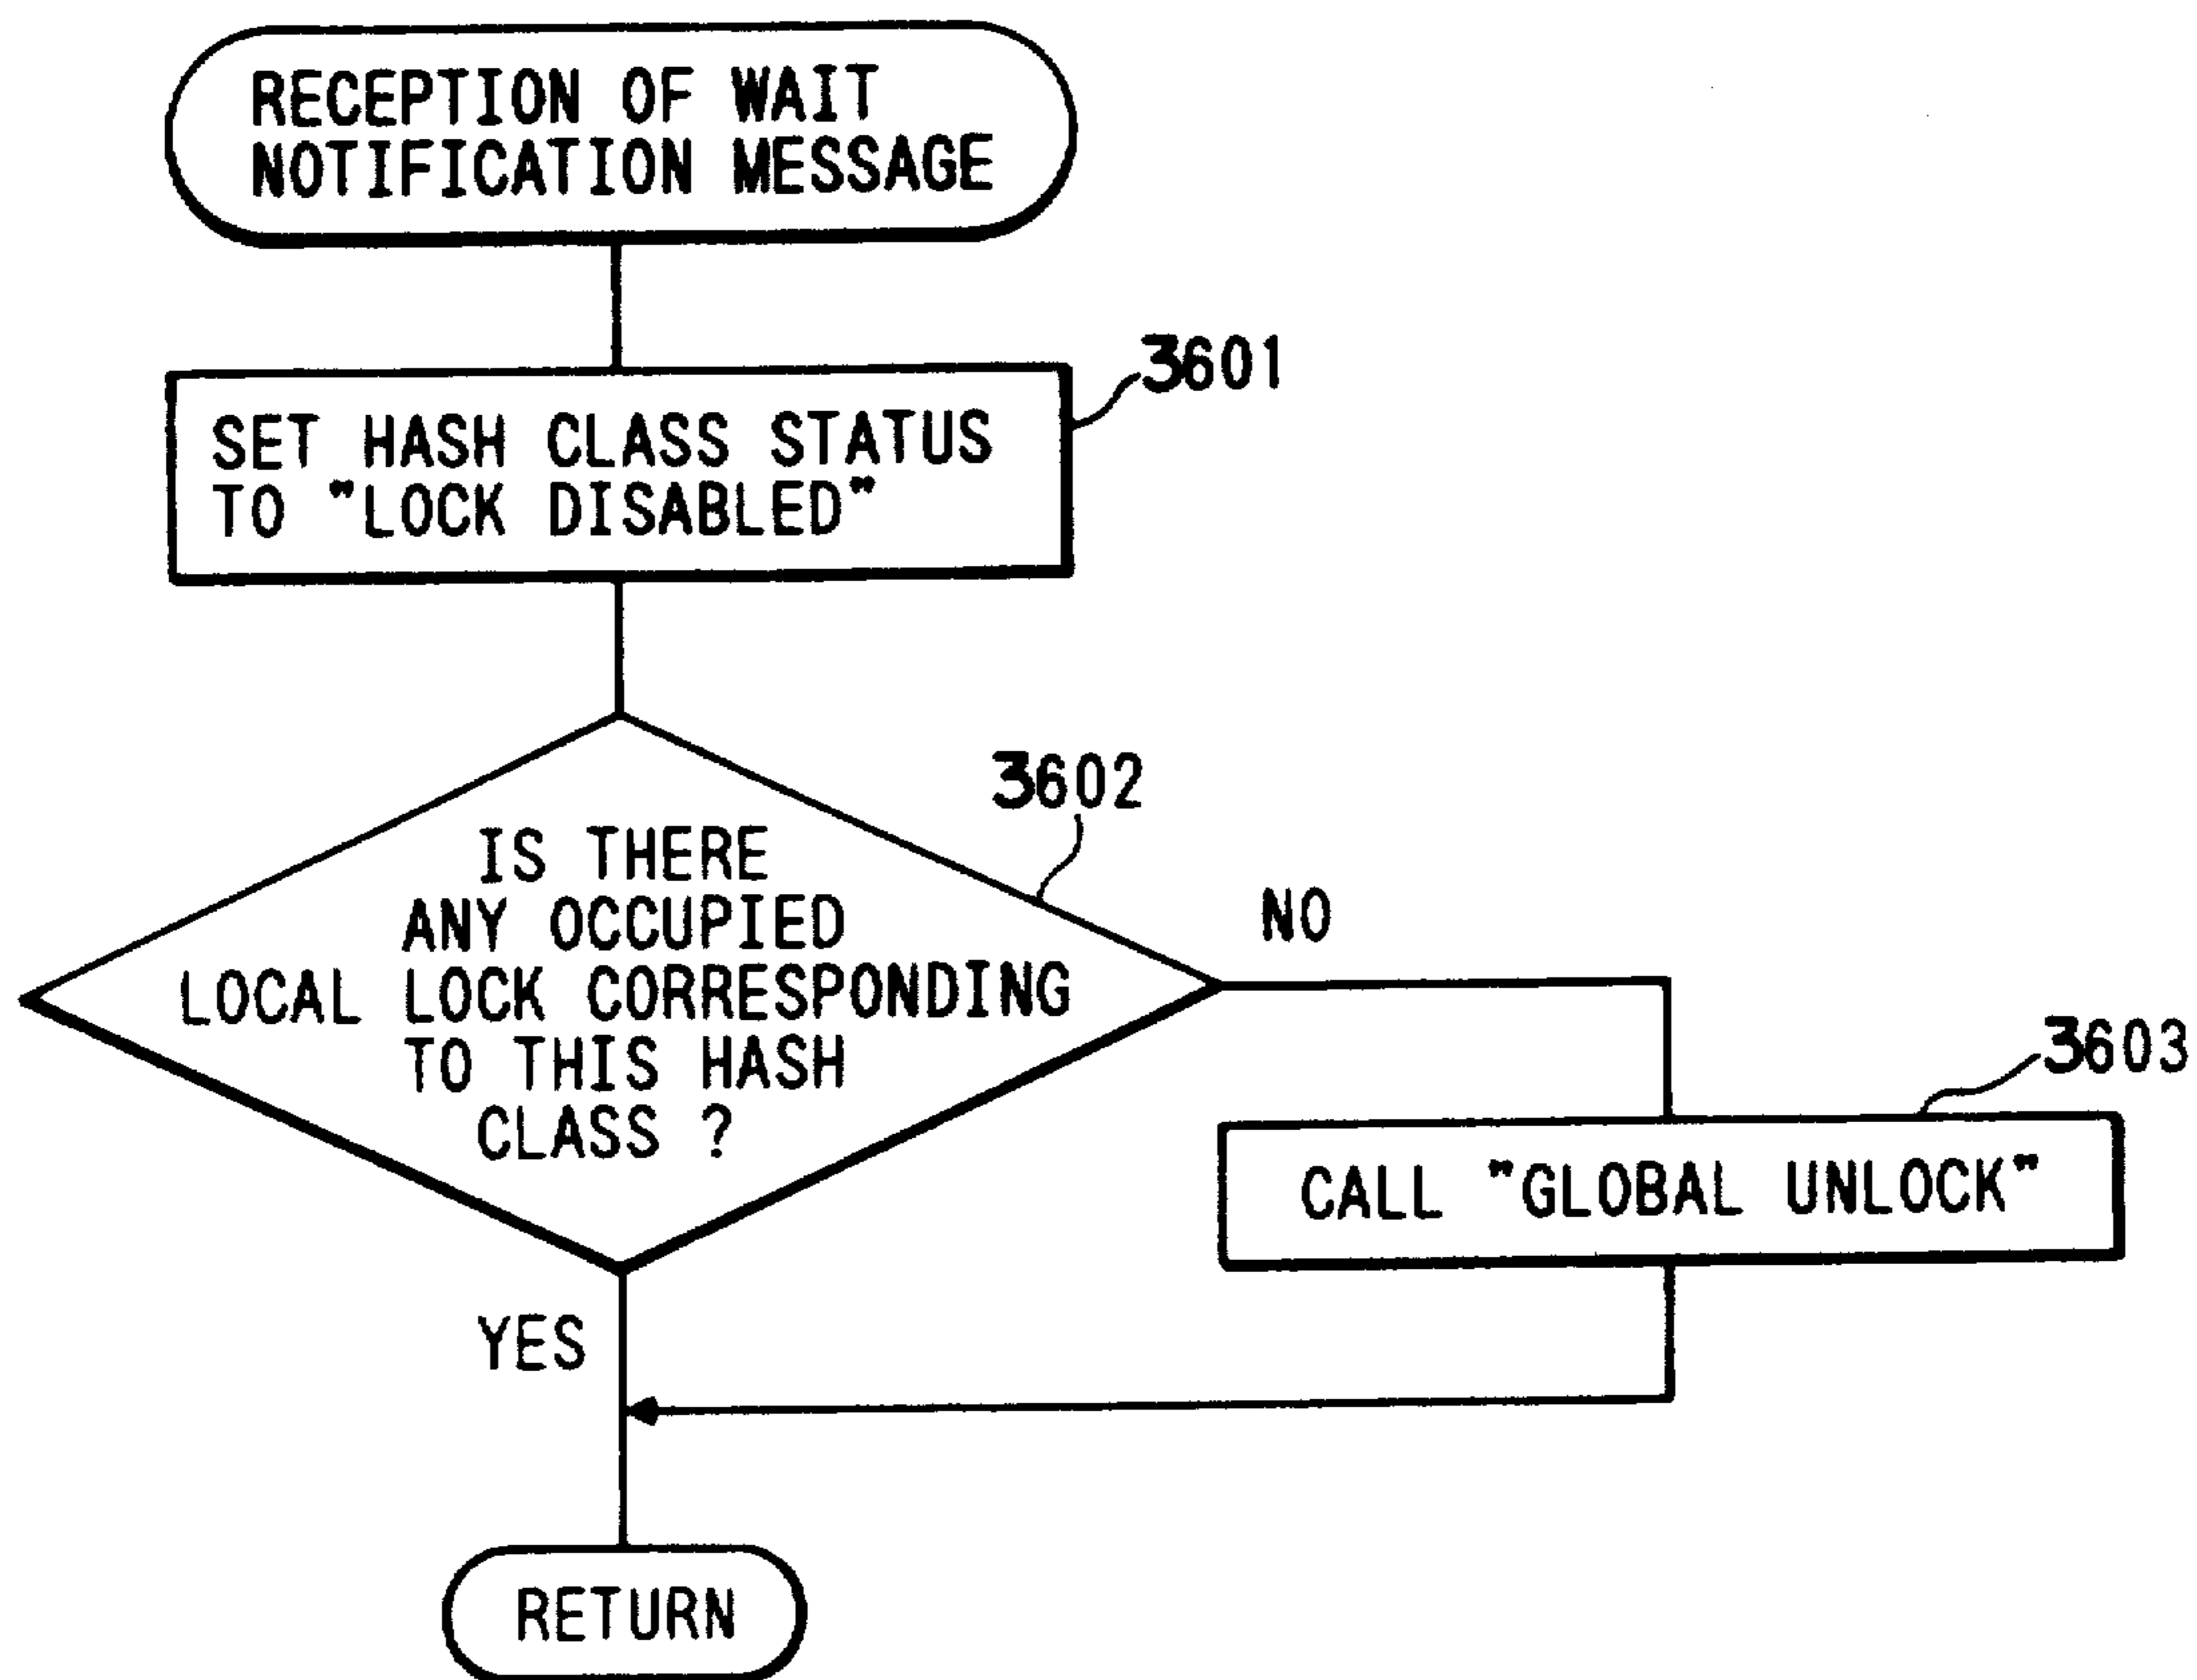 RECEPTION OF WAIT
NOTIFICATION MESSAGE
3601
SET HASH CLASS STATUS
TO "LOCK DISABLED"
3602
IS THERE
ANY OCCUPIED
LOCAL LOCK CORRESPONDING
TO THIS HASH
CLASS ?
NO
3603
CALL "GLOBAL UNLOCK"
YES
RETURN